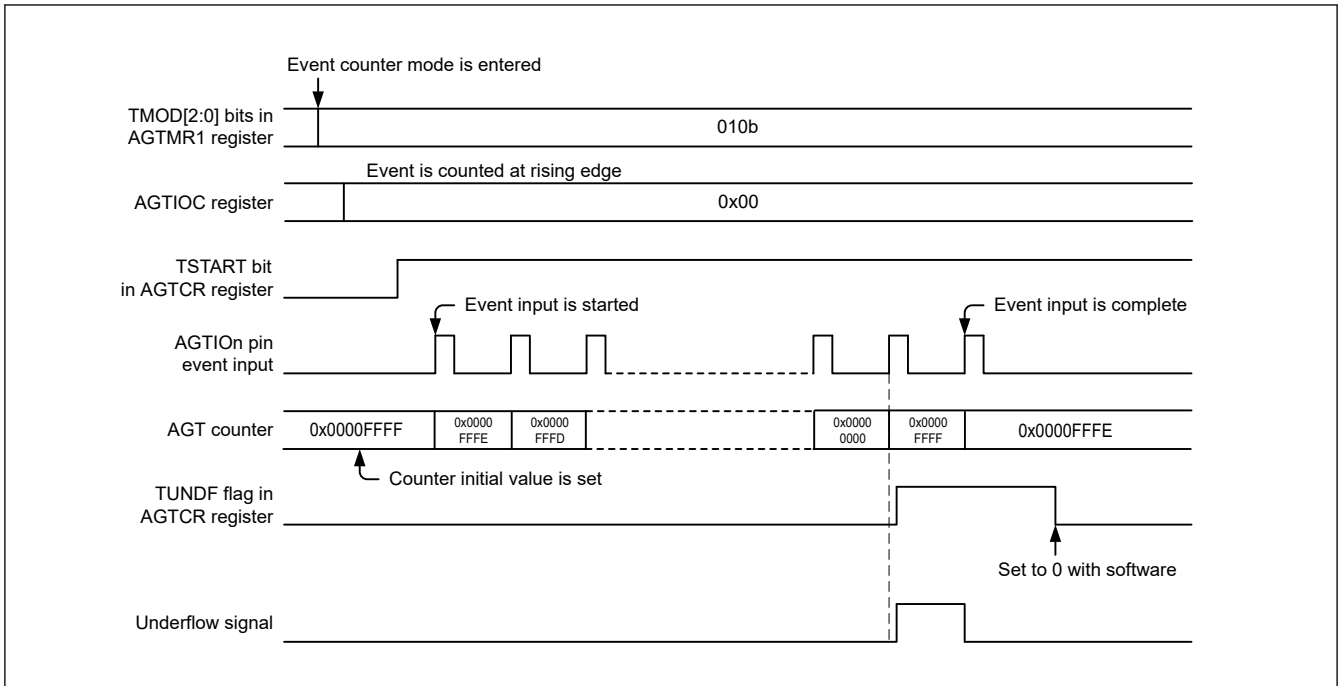 Event counter mode is entered
TMOD[2:0] bits in
AGTMR1 register
010b
Event is counted at rising edge
AGTIOC register
0x00
TSTART bit
in AGTCR register
Event input is started
Event input is complete
AGTIOn pin
event input
AGT counter
0x0000FFFF
0x0000
FFFE
0x0000
FFFD
0x0000
0000
0x0000
FFFF
0x0000FFFE
Counter initial value is set
TUNDF flag in
AGTCR register
Set to 0 with software
Underflow signal